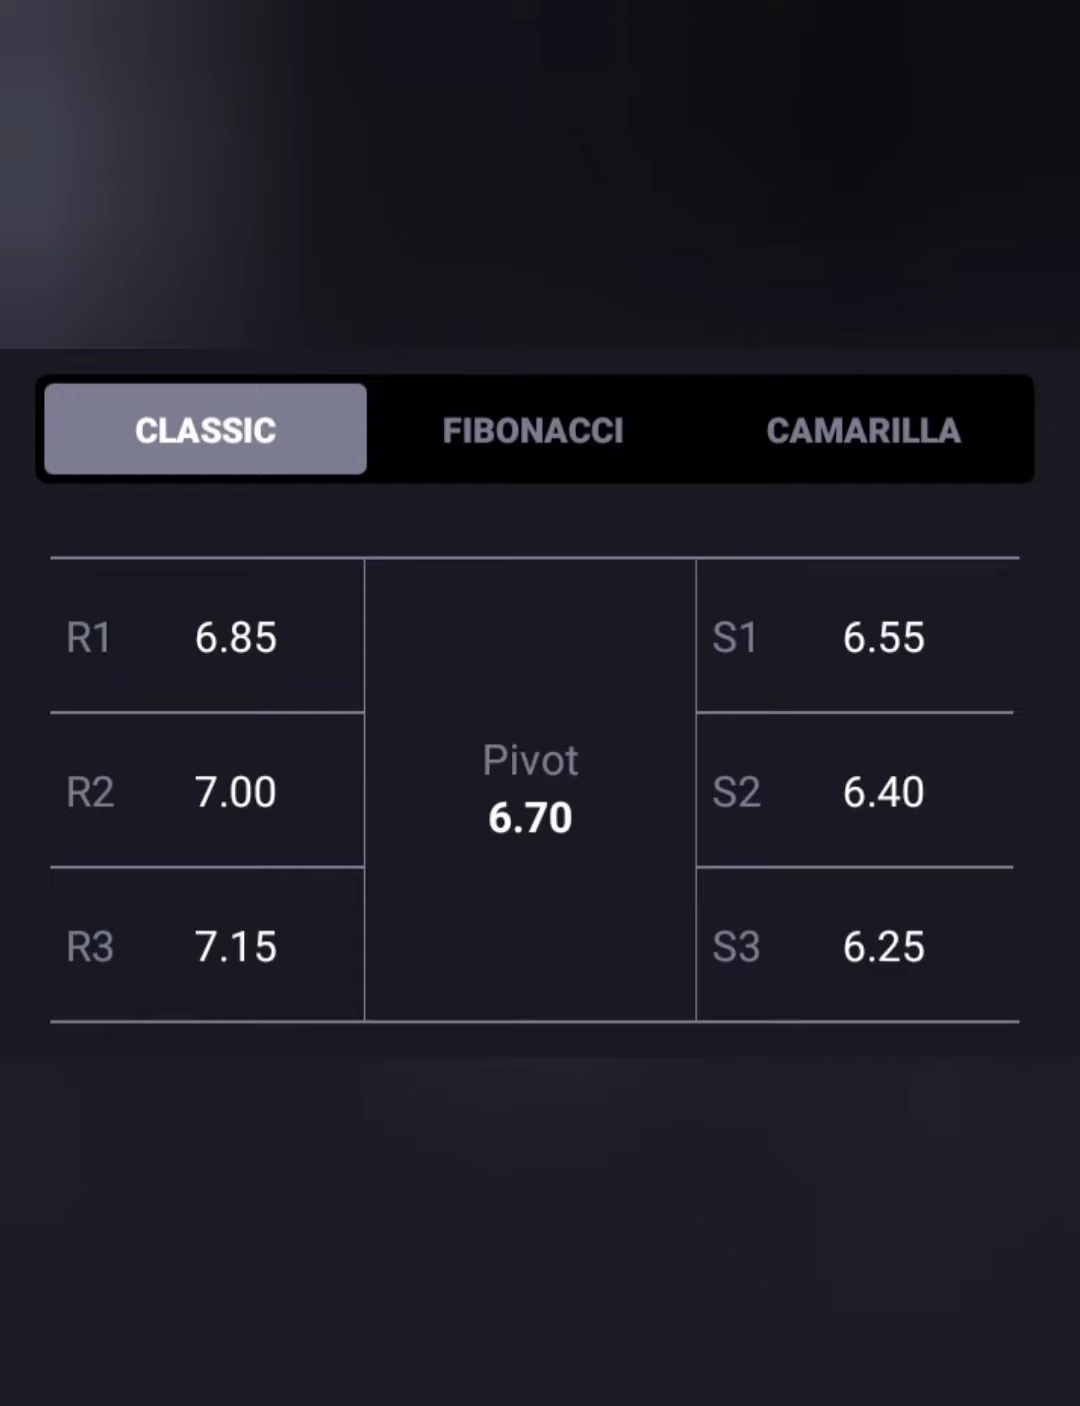 CLASSIC FIBONACCI CAMARILLA
R1 6.85 S1 6.55
Pivot
R2 7.00 S2 6.40
6.70
R3 7.15 S3 6.25